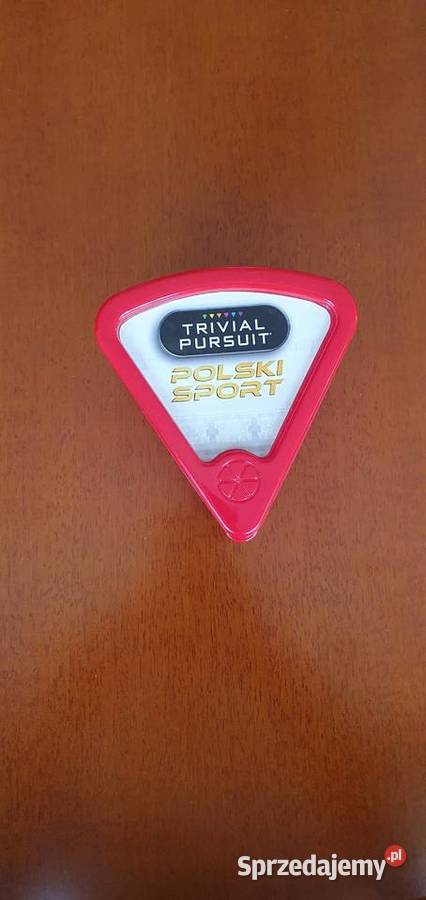 TRIVIAL
PURSUIT
POLSKI
SPORT
Sprzedajemy.pl